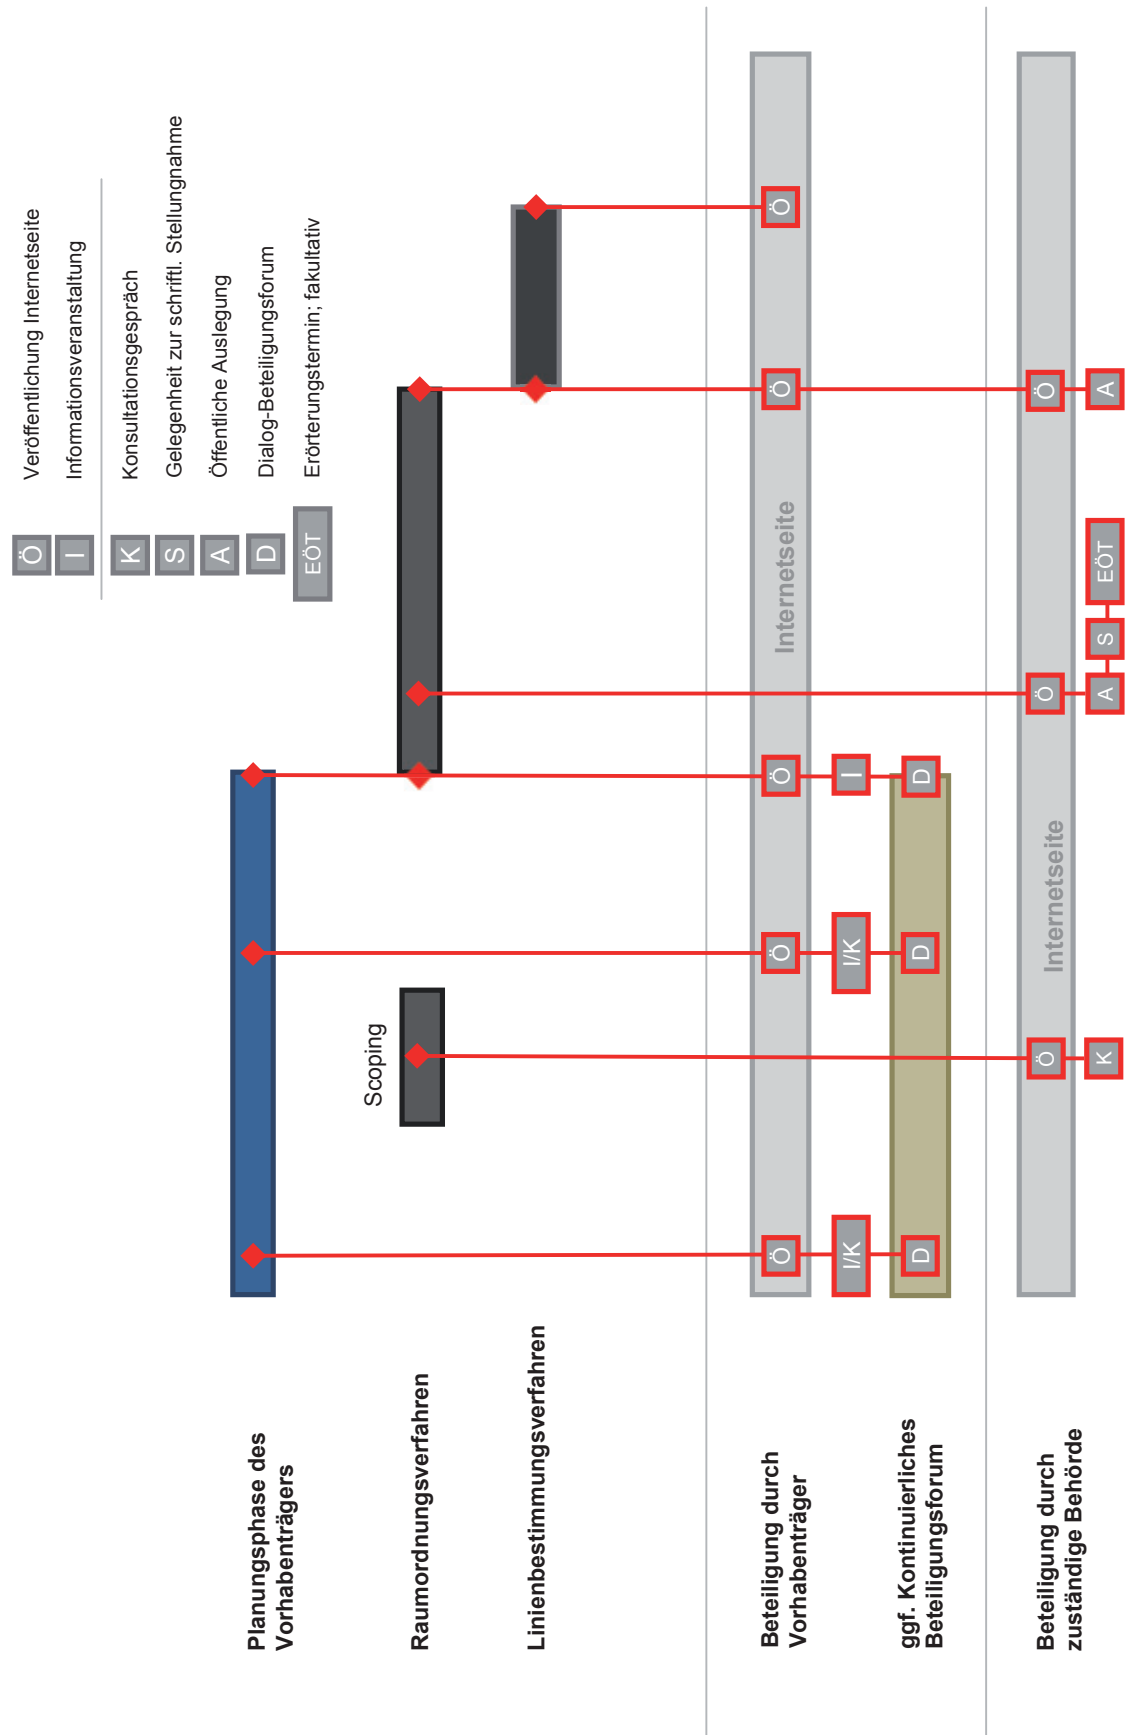 Ö Veröffentlichung Internetseite
I Informationsveranstaltung
K Konsultationsgespräch
S Gelegenheit zur schriftl. Stellungnahme
A Öffentliche Auslegung
D Dialog-Beteiligungsforum
EÖT Erörterungstermin; fakultativ
Planungsphase des
Vorhabenträgers
Scoping
Raumordnungsverfahren
Linienbestimmungsverfahren
Beteiligung durch
Vorhabenträger
Ö Ö Ö Internetseite Ö Ö
I/K I/K I
ggf. Kontinuierliches
Beteiligungsforum
D D D
Beteiligung durch
zuständige Behörde
Ö Internetseite Ö Ö
K A S EÖT A